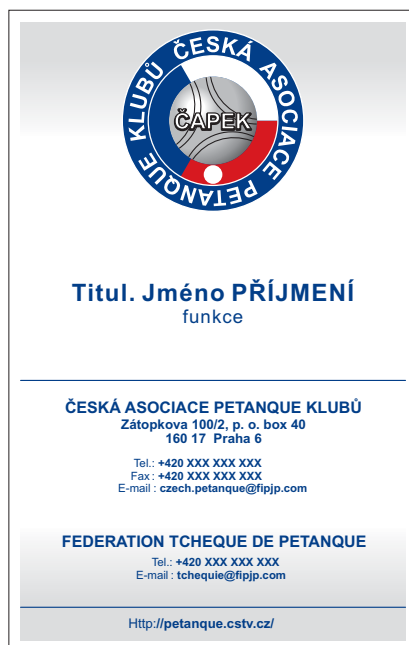 ČESKÁ ASOCIACE PETANQUE KLUBŮ
ČAPEK
Titul. Jméno PŘÍJMENÍ
funkce
ČESKÁ ASOCIACE PETANQUE KLUBŮ
Zátopkova 100/2, p. o. box 40
160 17 Praha 6
Tel.: +420 XXX XXX XXX
Fax: +420 XXX XXX XXX
E-mail : czech.petanque@fipjp.com
FEDERATION TCHEQUE DE PETANQUE
Tel.: +420 XXX XXX XXX
E-mail : tchequie@fipjp.com
Http://petanque.cstv.cz/